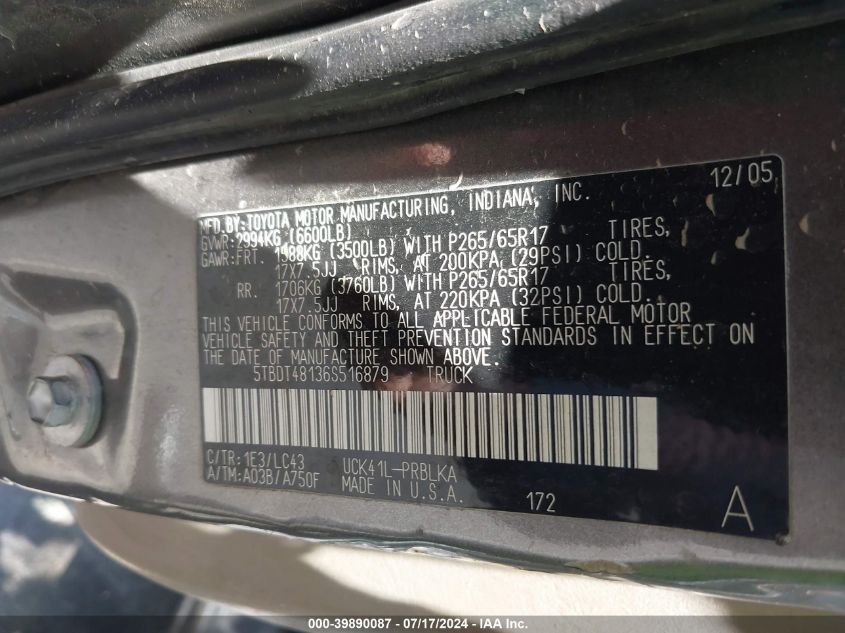 12/05
MFD.BY:TOYOTA MOTOR MANUFACTURING, INDIANA, INC.
GVWR:2994KG (6600LB)
GAWR:FRT. 1588KG (3500LB) WITH P265/65R17 TIRES,
17X7.5JJ RIMS, AT 200KPA (29PSI) COLD.
RR. 1706KG (3760LB) WITH P265/65R17 TIRES,
17X7.5JJ RIMS, AT 220KPA (32PSI) COLD.
THIS VEHICLE CONFORMS TO ALL APPLICABLE FEDERAL MOTOR
VEHICLE SAFETY AND THEFT PREVENTION STANDARDS IN EFFECT ON
THE DATE OF MANUFACTURE SHOWN ABOVE.
5TBDT48136S516879 TRUCK
C/TR:1E3/LC43 UCK41L-PRBLKA
A/TM:A03B/A750F MADE IN U.S.A.
172
A
000-39890087 - 07/17/2024 - IAA Inc.